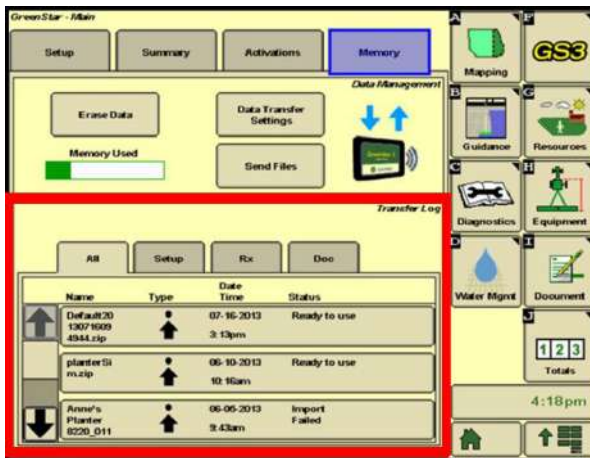 GreenStar - Main
Setup
Summary
Activations
Memory
Data Management
Erase Data
Data Transfer
Settings
Memory Used
Send Files
Transfer Log
All
Setup
Rx
Doc
Name
Type
Date
Time
Status
Default20
13071609
4944.zip
07-16-2013
3:13pm
Ready to use
planterSi
m.zip
06-10-2013
10:16am
Ready to use
Anne's
Planter
8220_011
06-05-2013
9:43am
Import
Failed
A
Mapping
F
GS3
B
Guidance
G
Resources
C
Diagnostics
H
Equipment
D
Water Mgmt
I
Document
J
1 2 3
Totals
4:18pm